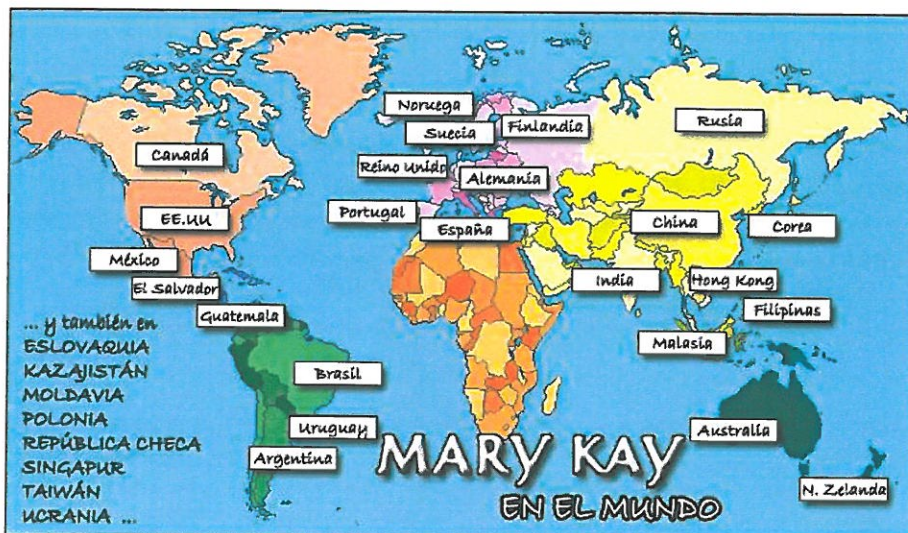 Noruega
Suecia
Finlandia
Rusia
Canadá
Reino Unido
Alemania
EE.UU
Portugal
España
China
Corea
México
El Salvador
India
Hong Kong
Guatemala
Filipinas
Malasia
... y también en
ESLOVAQUIA
KAZAJISTÁN
MOLDAVIA
POLONIA
REPÚBLICA CHECA
SINGAPUR
TAIWÁN
UCRANIA ...
Brasil
Uruguay
Argentina
Australia
N. Zelanda
MARY KAY
EN EL MUNDO